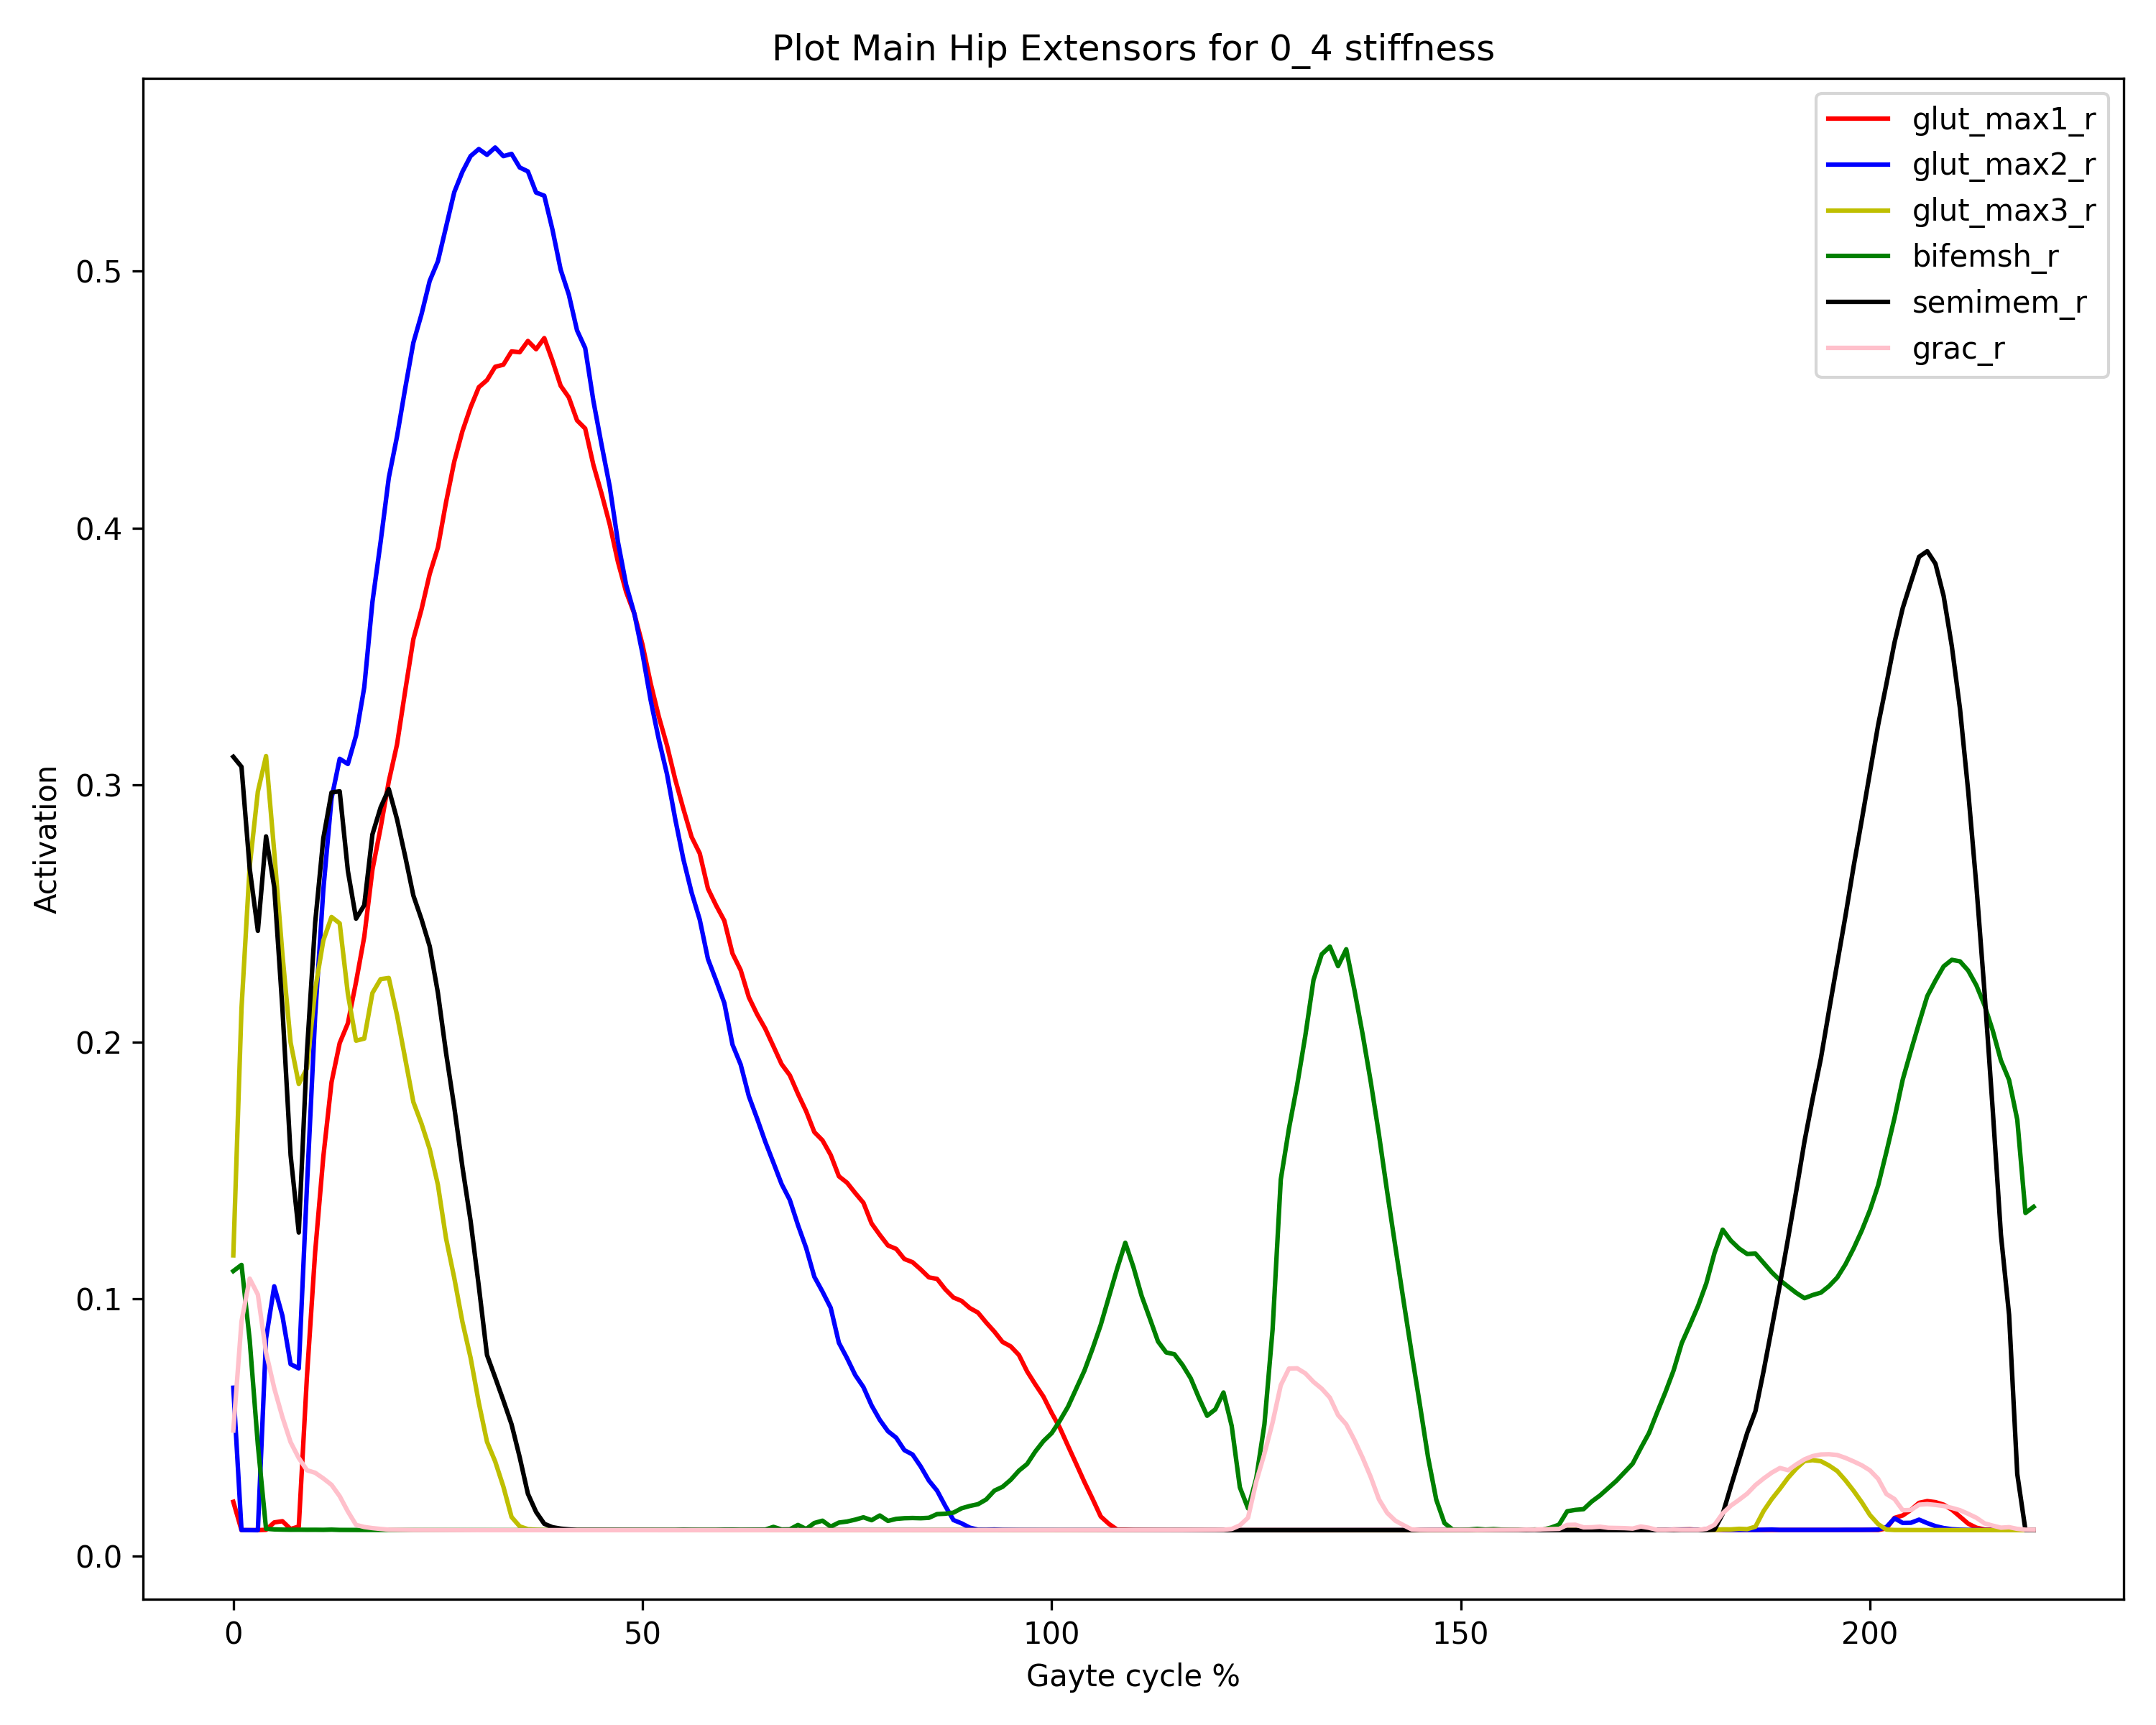 Plot Main Hip Extensors for 0_4 stiffness
glut_max1_r
glut_max2_r
glut_max3_r
bifemsh_r
semimem_r
grac_r
Activation
0.5
0.4
0.3
0.2
0.1
0.0
0 50 100 150 200
Gayte cycle %